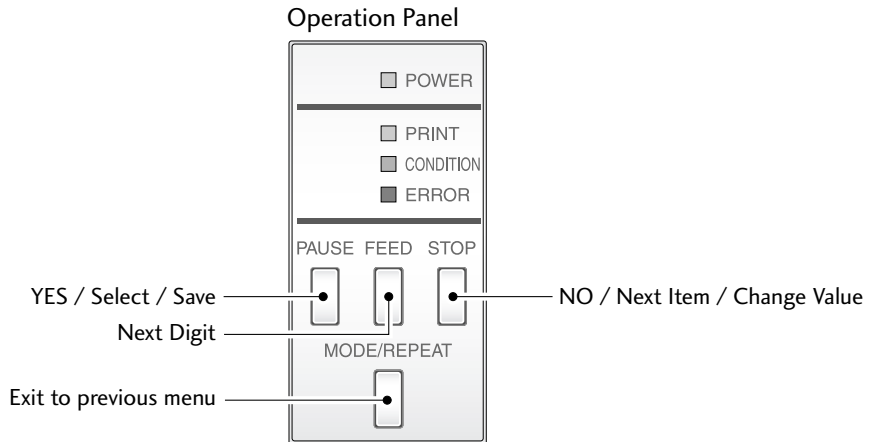 Operation Panel
POWER
PRINT
CONDITION
ERROR
PAUSE FEED STOP
YES / Select / Save
NO / Next Item / Change Value
Next Digit
MODE/REPEAT
Exit to previous menu